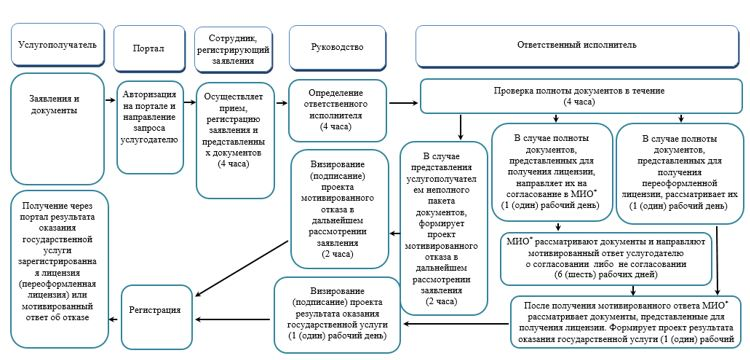 Услугополучатель
Портал
Сотрудник,
регистрирующий
заявления
Руководство
Ответственный исполнитель
Заявления и
документы
Авторизация
на портале и
направление
запроса
услугодателю
Осуществляет
прием,
регистрацию
заявления и
представленны
х документов
(4 часа)
Определение
ответственного
исполнителя
(4 часа)
Проверка полноты документов в течение
(4 часа)
В случае
представления
услугополучат
елем неполного
пакета
документов,
формирует
проект
мотивированного
отказа в
дальнейшем
рассмотрении
заявления
(2 часа)
В случае полноты
документов,
представленных для
получения лицензии,
направляет их на
согласование в МИО*
(1 (один) рабочий день)
В случае полноты
документов,
представленных для
получения
переоформленной
лицензии, рассматривает их
(1 (один) рабочий день)
Визирование
(подписание)
проекта
мотивированного
отказа в
дальнейшем
рассмотрении
заявления
(2 часа)
МИО* рассматривают документы и направляют
мотивированный ответ услугодателю
о согласовании либо не согласовании
(6 (шесть) рабочих дней)
После получения мотивированного ответа МИО*
рассматривает документы, представленные для
получения лицензии. Формирует проект результата
оказания государственной услуги (1 (один) рабочий
Визирование
(подписание) проекта
результата оказания
государственной услуги
(1 (один) рабочий день)
Регистрация
Получение через
портал результата
оказания
государственной
услуги
зарегистрированна
я лицензия
(переоформленная
лицензия) или
мотивированный
ответ об отказе